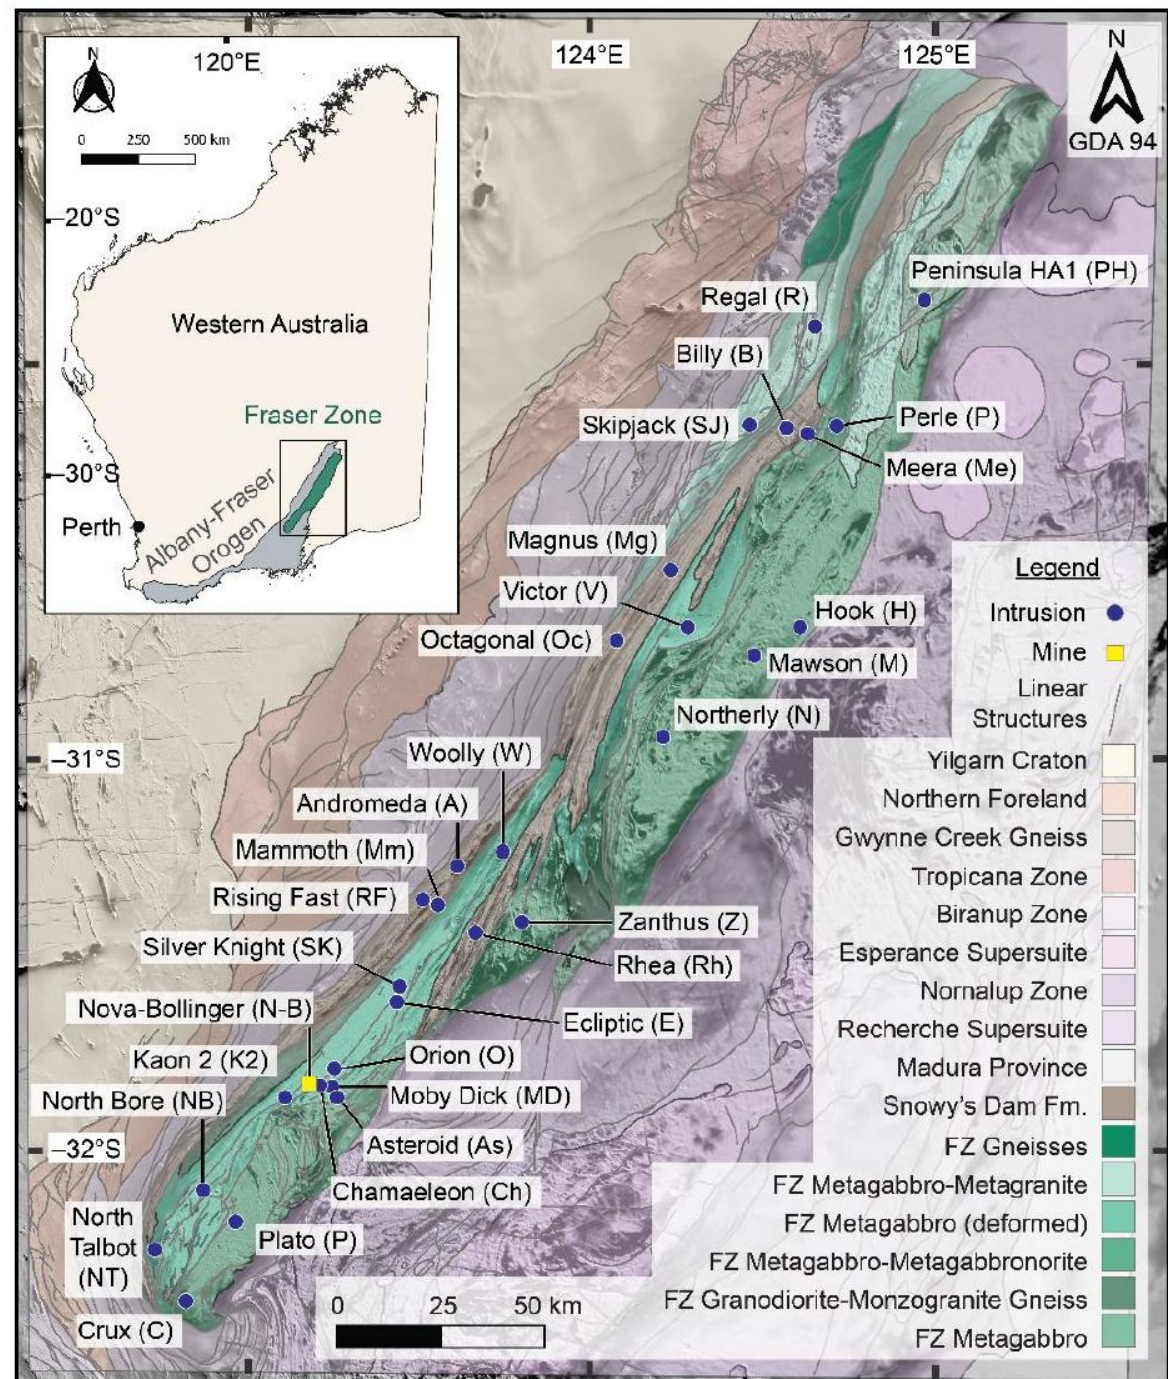 N
120°E
0 250 500 km
–20°S
Western Australia
Fraser Zone
–30°S
Perth
Albany-Fraser
Orogen
124°E
125°E
N
GDA 94
Peninsula HA1 (PH)
Regal (R)
Billy (B)
Skipjack (SJ)
Perle (P)
Meera (Me)
Magnus (Mg)
Victor (V)
Octagonal (Oc)
Hook (H)
Mawson (M)
Northerly (N)
–31°S
Woolly (W)
Andromeda (A)
Mammoth (Mm)
Rising Fast (RF)
Zanthus (Z)
Silver Knight (SK)
Rhea (Rh)
Nova-Bollinger (N-B)
Ecliptic (E)
Kaon 2 (K2)
Orion (O)
North Bore (NB)
Moby Dick (MD)
–32°S
Asteroid (As)
Chamaeleon (Ch)
North
Talbot
(NT)
Plato (P)
Crux (C)
0 25 50 km
Legend
Intrusion
Mine
Linear
Structures
Yilgarn Craton
Northern Foreland
Gwynne Creek Gneiss
Tropicana Zone
Biranup Zone
Esperance Supersuite
Nornalup Zone
Recherche Supersuite
Madura Province
Snowy's Dam Fm.
FZ Gneisses
FZ Metagabbro-Metagranite
FZ Metagabbro (deformed)
FZ Metagabbro-Metagabbronorite
FZ Granodiorite-Monzogranite Gneiss
FZ Metagabbro